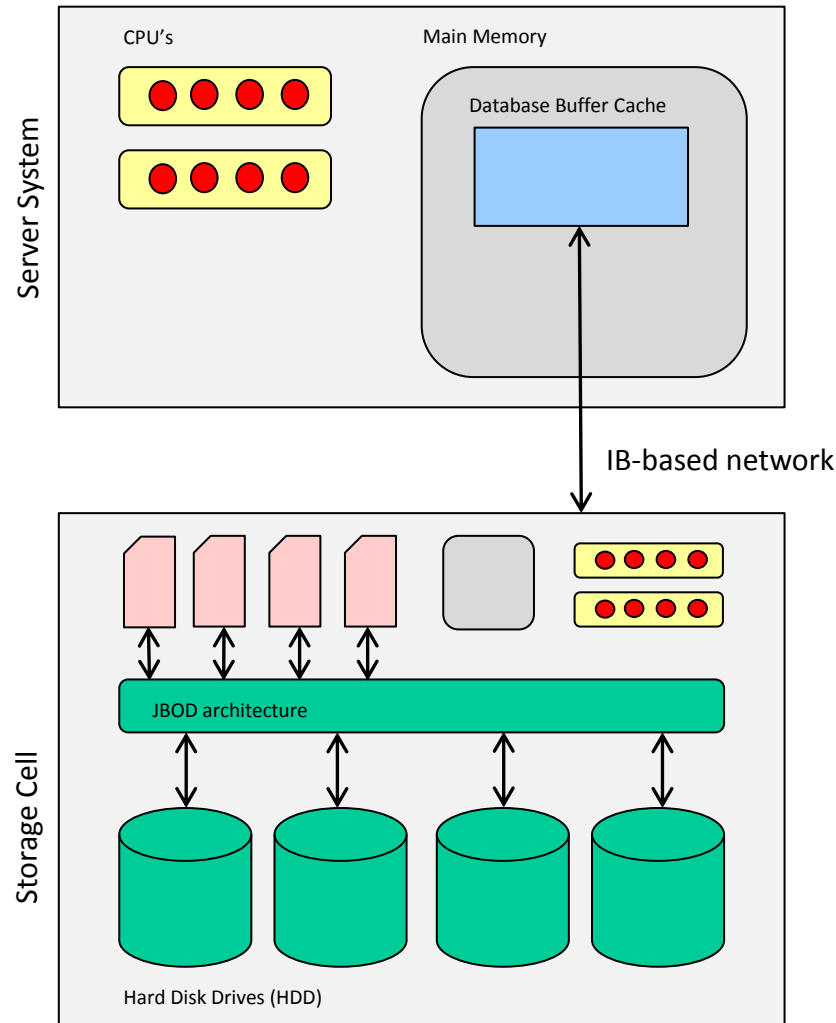 CPU's
Main Memory
Database Buffer Cache
Server System
IB-based network
JBOD architecture
Storage Cell
Hard Disk Drives (HDD)